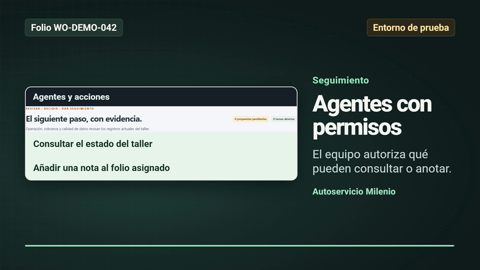 Folio WO-DEMO-042
Entorno de prueba
Agentes y acciones
El siguiente paso, con evidencia.
Consultar el estado del taller
Añadir una nota al folio asignado
Seguimiento
Agentes con
permisos
El equipo autoriza qué
pueden consultar o anotar.
Autoservicio Milenio